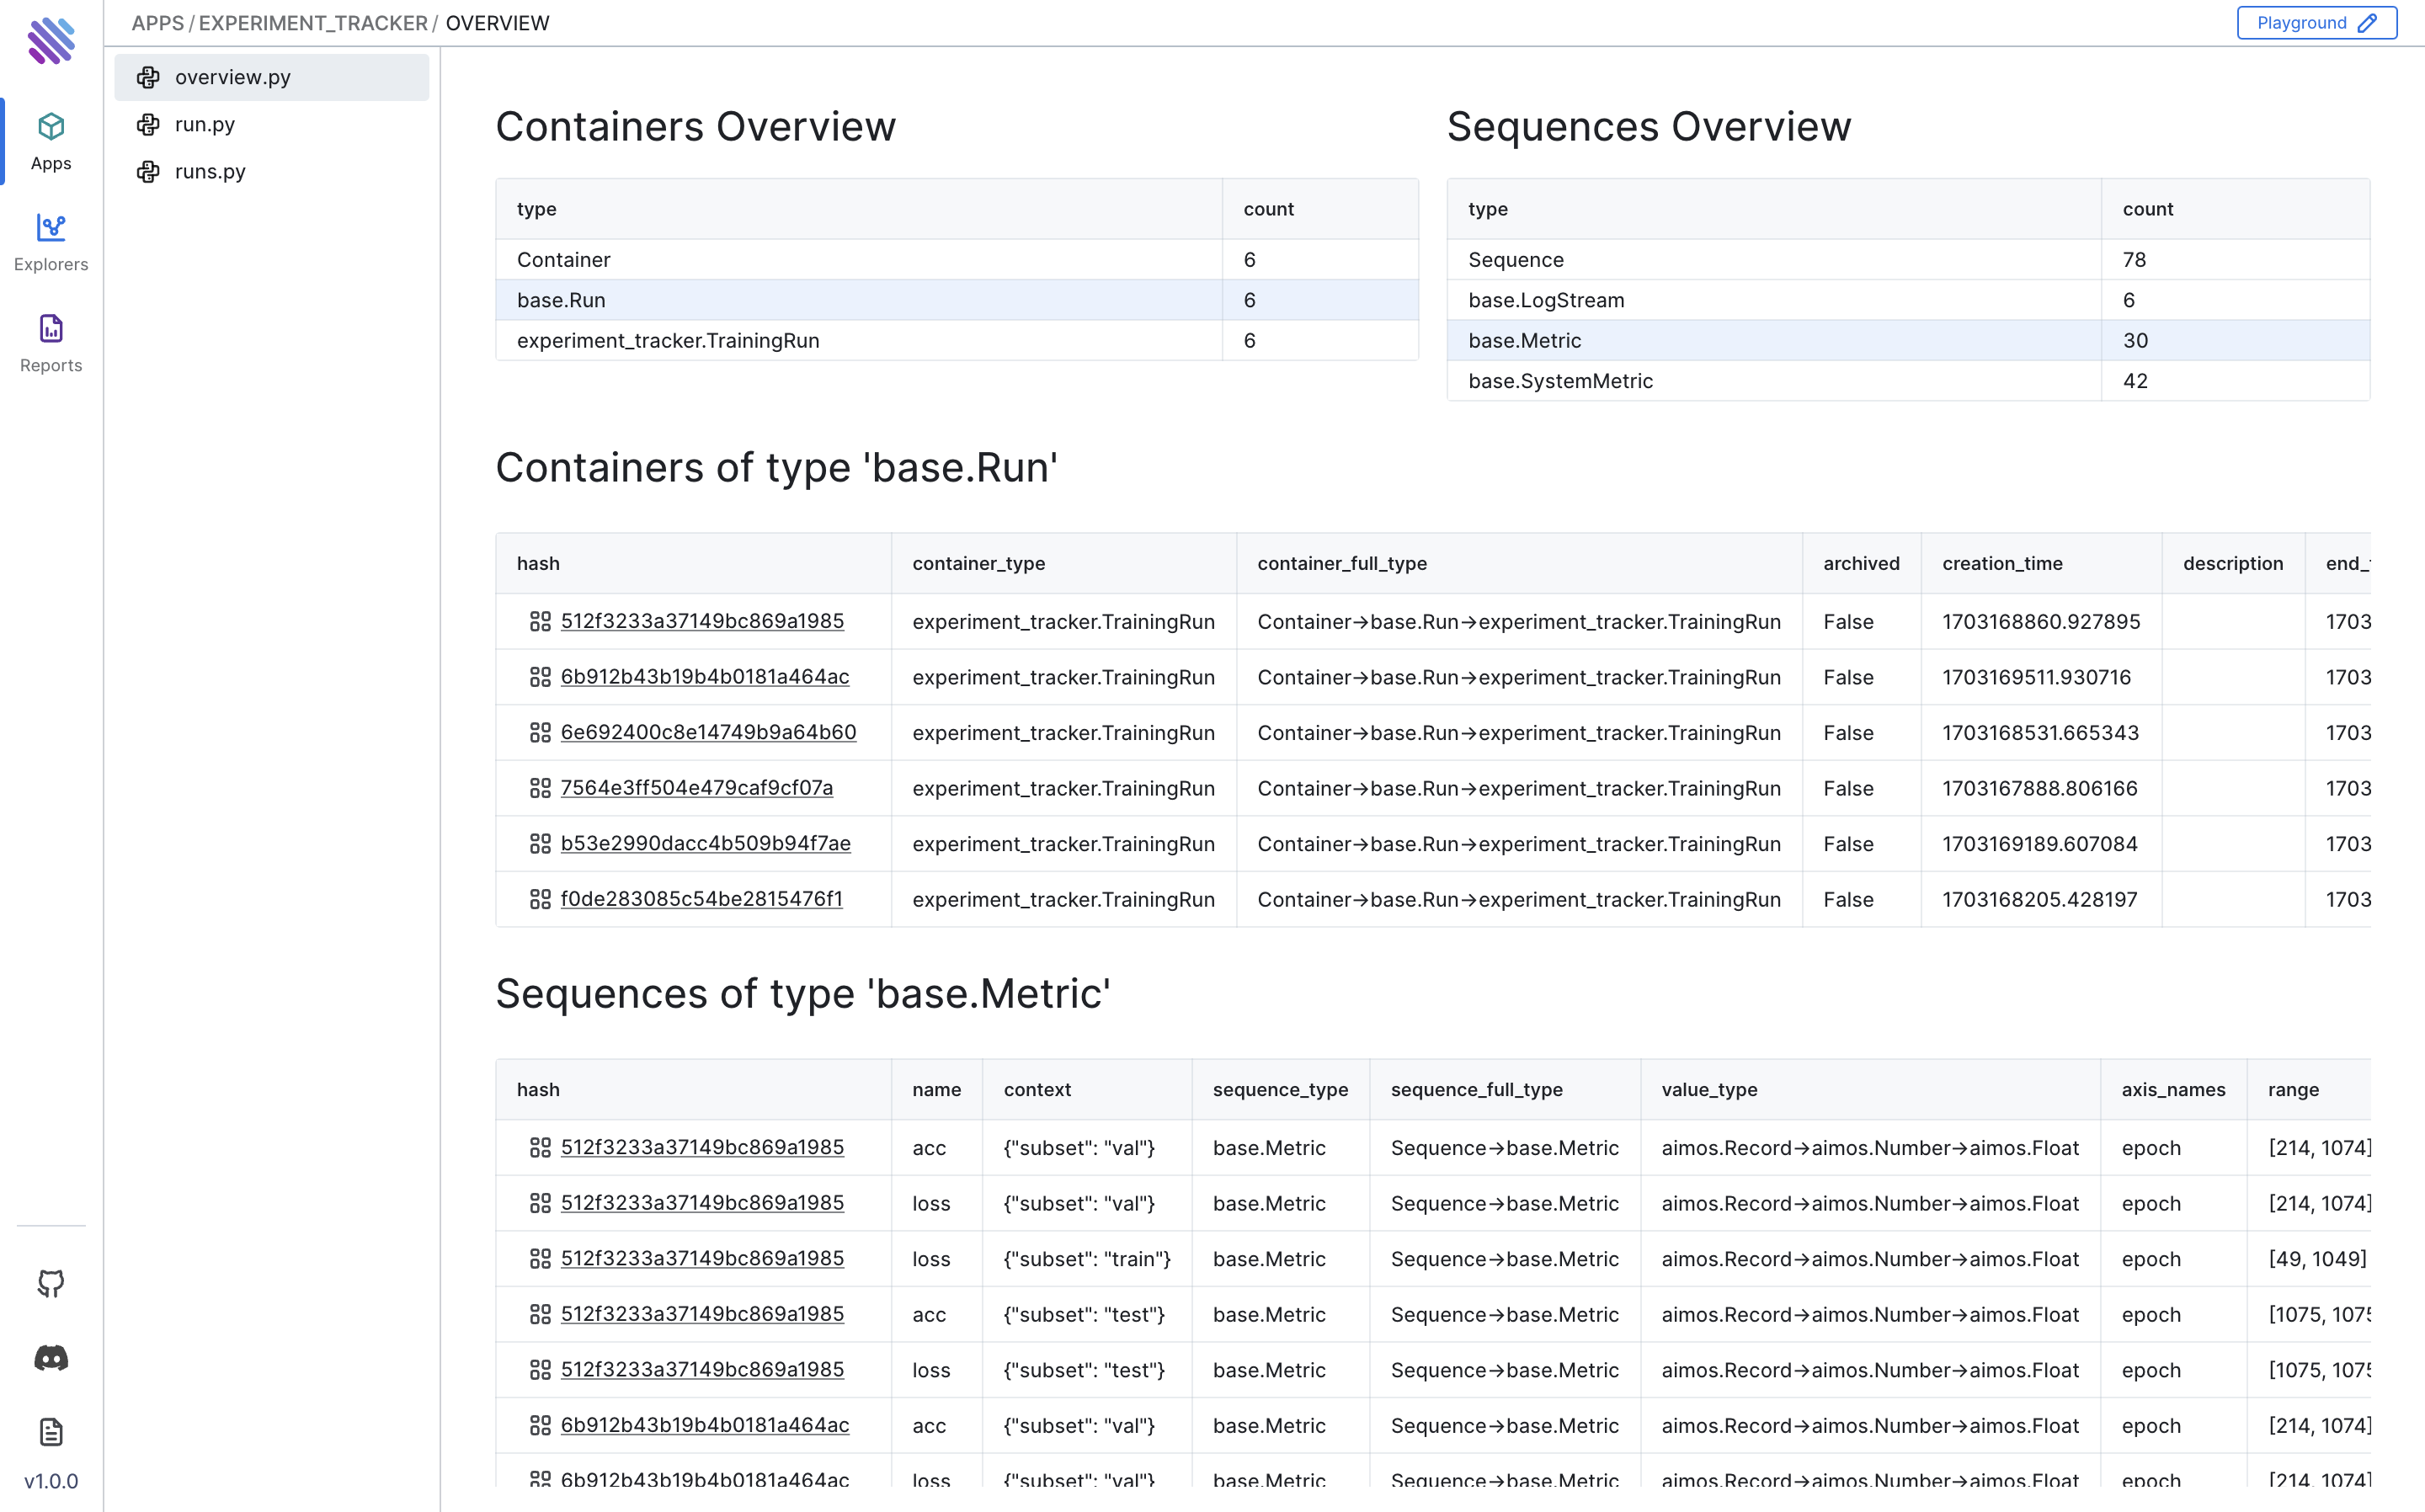 APPS / EXPERIMENT_TRACKER / OVERVIEW
Playground
Apps
Explorers
Reports
v1.0.0
overview.py
run.py
runs.py
Containers Overview
type count
Container 6
base.Run 6
experiment_tracker.TrainingRun 6
Sequences Overview
type count
Sequence 78
base.LogStream 6
base.Metric 30
base.SystemMetric 42
Containers of type 'base.Run'
hash container_type container_full_type archived creation_time description end_
512f3233a37149bc869a1985 experiment_tracker.TrainingRun Container→base.Run→experiment_tracker.TrainingRun False 1703168860.927895 1703
6b912b43b19b4b0181a464ac experiment_tracker.TrainingRun Container→base.Run→experiment_tracker.TrainingRun False 1703169511.930716 1703
6e692400c8e14749b9a64b60 experiment_tracker.TrainingRun Container→base.Run→experiment_tracker.TrainingRun False 1703168531.665343 1703
7564e3ff504e479caf9cf07a experiment_tracker.TrainingRun Container→base.Run→experiment_tracker.TrainingRun False 1703167888.806166 1703
b53e2990dacc4b509b94f7ae experiment_tracker.TrainingRun Container→base.Run→experiment_tracker.TrainingRun False 1703169189.607084 1703
f0de283085c54be2815476f1 experiment_tracker.TrainingRun Container→base.Run→experiment_tracker.TrainingRun False 1703168205.428197 1703
Sequences of type 'base.Metric'
hash name context sequence_type sequence_full_type value_type axis_names range
512f3233a37149bc869a1985 acc {"subset": "val"} base.Metric Sequence→base.Metric aimos.Record→aimos.Number→aimos.Float epoch [214, 1074]
512f3233a37149bc869a1985 loss {"subset": "val"} base.Metric Sequence→base.Metric aimos.Record→aimos.Number→aimos.Float epoch [214, 1074]
512f3233a37149bc869a1985 loss {"subset": "train"} base.Metric Sequence→base.Metric aimos.Record→aimos.Number→aimos.Float epoch [49, 1049]
512f3233a37149bc869a1985 acc {"subset": "test"} base.Metric Sequence→base.Metric aimos.Record→aimos.Number→aimos.Float epoch [1075, 1075
512f3233a37149bc869a1985 loss {"subset": "test"} base.Metric Sequence→base.Metric aimos.Record→aimos.Number→aimos.Float epoch [1075, 1075
6b912b43b19b4b0181a464ac acc {"subset": "val"} base.Metric Sequence→base.Metric aimos.Record→aimos.Number→aimos.Float epoch [214, 1074]
6b912b43b19b4b0181a464ac loss {"subset": "val"} base.Metric Sequence→base.Metric aimos.Record→aimos.Number→aimos.Float epoch [214, 1074]